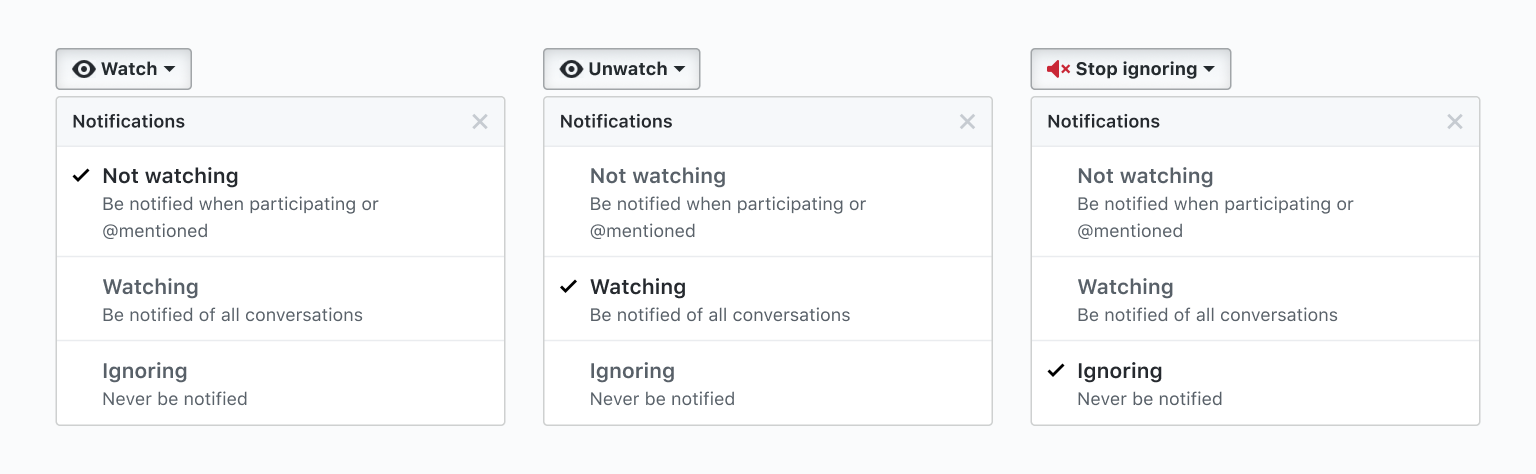 Watch
Notifications
Not watching
Be notified when participating or
@mentioned
Watching
Be notified of all conversations
Ignoring
Never be notified
Unwatch
Notifications
Not watching
Be notified when participating or
@mentioned
Watching
Be notified of all conversations
Ignoring
Never be notified
Stop ignoring
Notifications
Not watching
Be notified when participating or
@mentioned
Watching
Be notified of all conversations
Ignoring
Never be notified